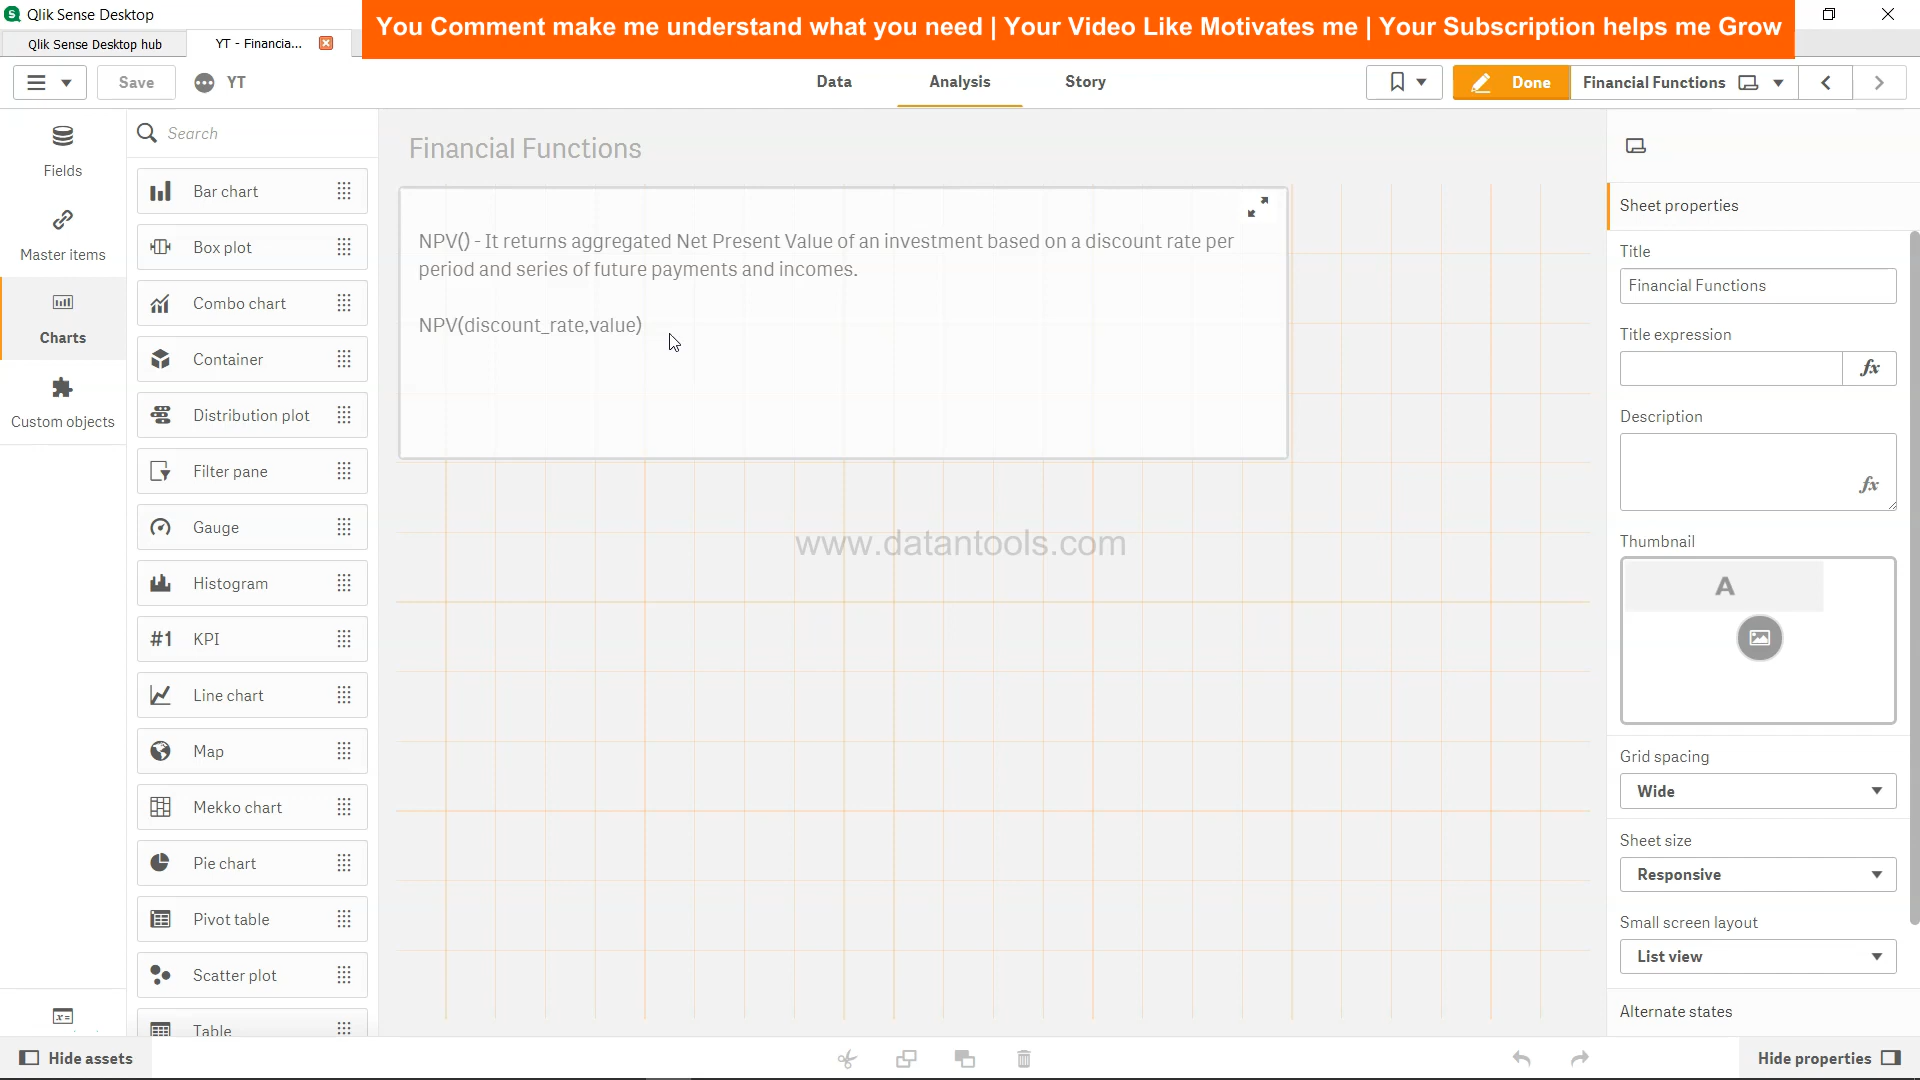 Qlik Sense Desktop
You Comment make me understand what you need | Your Video Like Motivates me | Your Subscription helps me Grow
Qlik Sense Desktop hub
YT - Financia...
Save
YT
Data
Analysis
Story
Done
Financial Functions
Fields
Master items
Charts
Custom objects
Search
Bar chart
Box plot
Combo chart
Container
Distribution plot
Filter pane
Gauge
Histogram
#1 KPI
Line chart
Map
Mekko chart
Pie chart
Pivot table
Scatter plot
Table
Financial Functions
NPV() - It returns aggregated Net Present Value of an investment based on a discount rate per
period and series of future payments and incomes.
NPV(discount_rate,value)
www.datantools.com
Sheet properties
Title
Financial Functions
Title expression
fx
Description
fx
Thumbnail
A
Grid spacing
Wide
Sheet size
Responsive
Small screen layout
List view
Alternate states
Hide assets
Hide properties